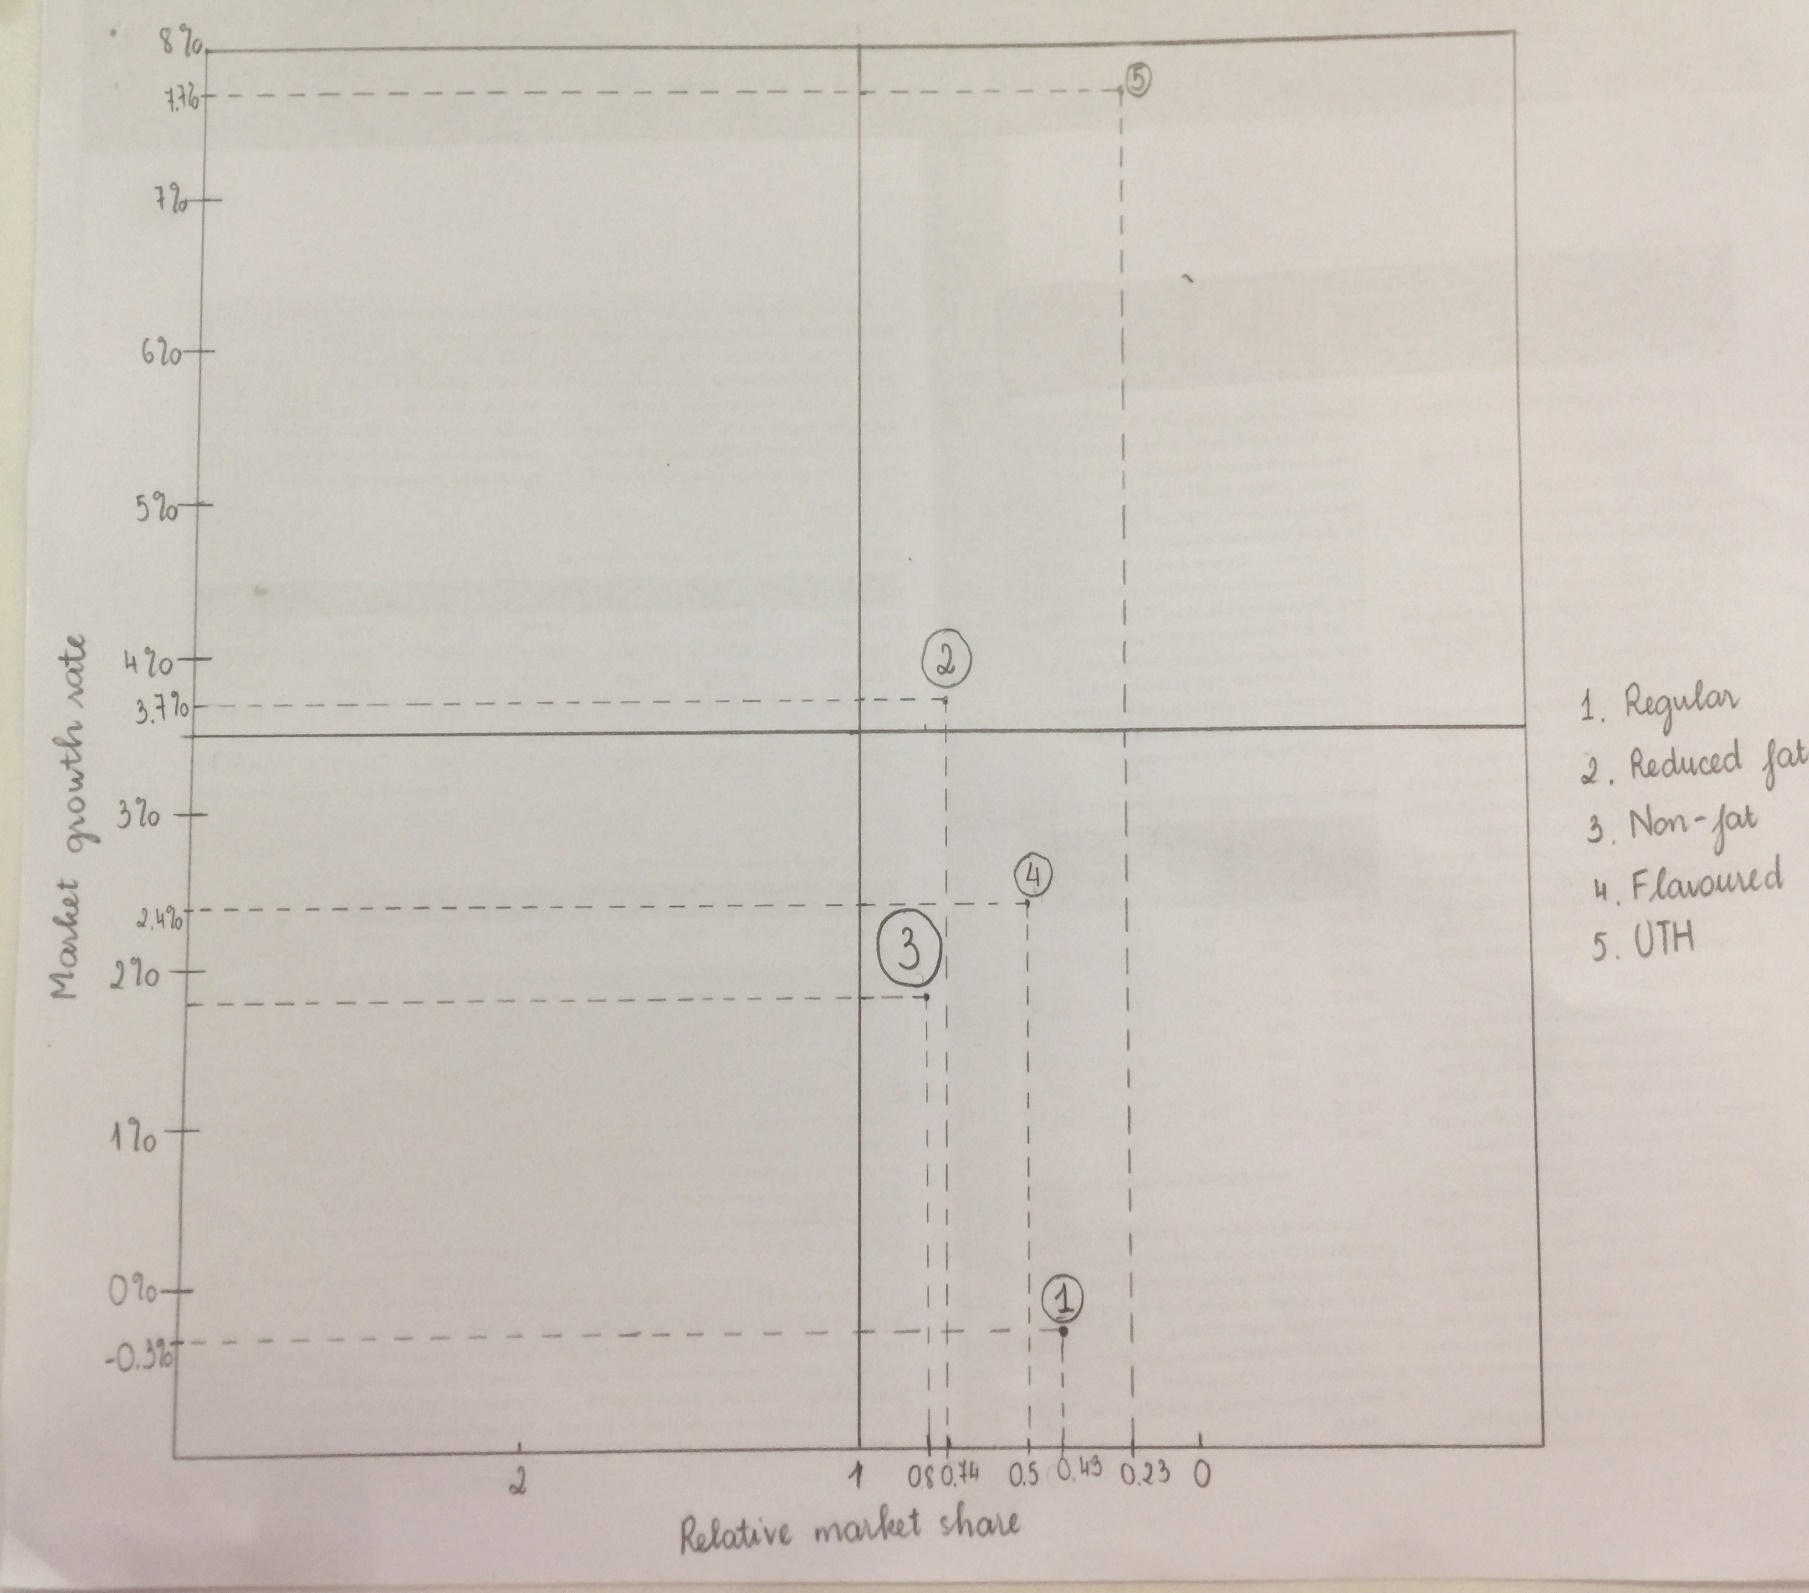 8%
7.7%
7%
6%
5%
4%
3.7%
3%
2.4%
2%
1%
0%
-0.3%
Market growth rate
5
2
4
3
1
1. Regular
2. Reduced fat
3. Non-fat
4. Flavoured
5. UTH
2 1 0.8 0.74 0.5 0.43 0.23 0
Relative market share